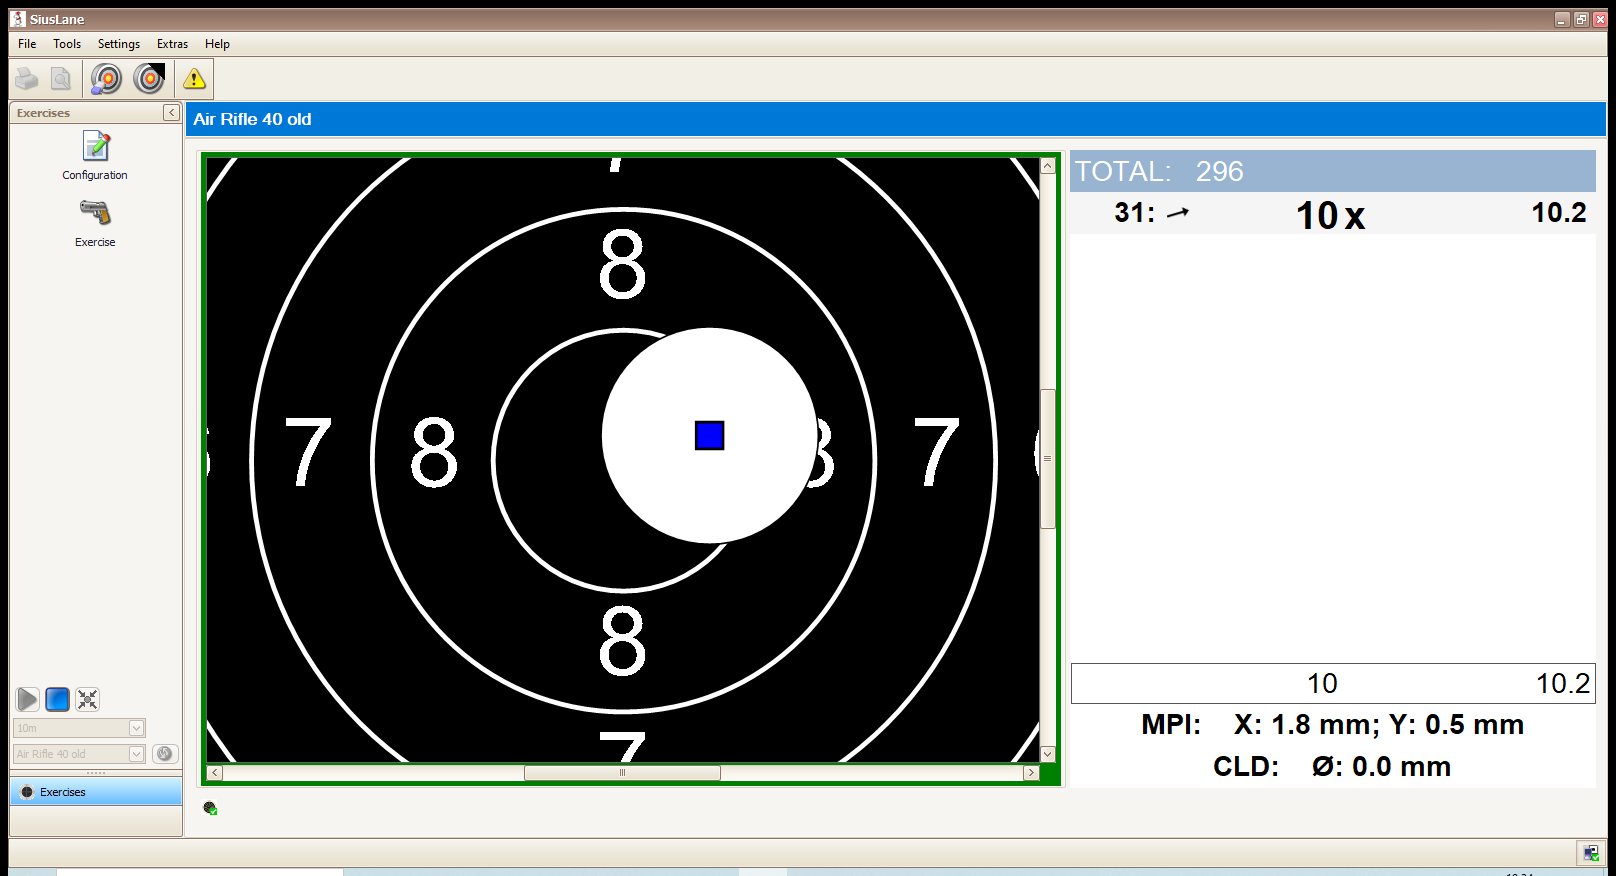 SiusLane
File Tools Settings Extras Help
Exercises
Configuration
Exercise
10m
Air Rifle 40 old
Exercises
Air Rifle 40 old
7
8
7 8 8 7
8
7
TOTAL: 296
31: 10 x 10.2
10 10.2
MPI: X: 1.8 mm; Y: 0.5 mm
CLD: Ø: 0.0 mm